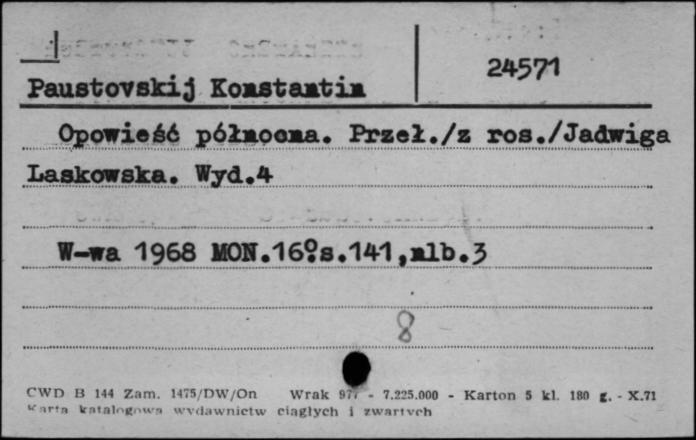 24571
Paustovskij Konstantin
Opowieść północna. Przeł./z ros./Jadwiga
Laskowska. Wyd.4
W-wa 1968 MON.16°s.141,nlb.3
8
CWD B 144 Zam. 1475/DW/On Wrak 977 - 7.225.000 - Karton 5 kl. 180 g. - X.71
Karta katalogowa wydawnictw ciągłych i zwartych